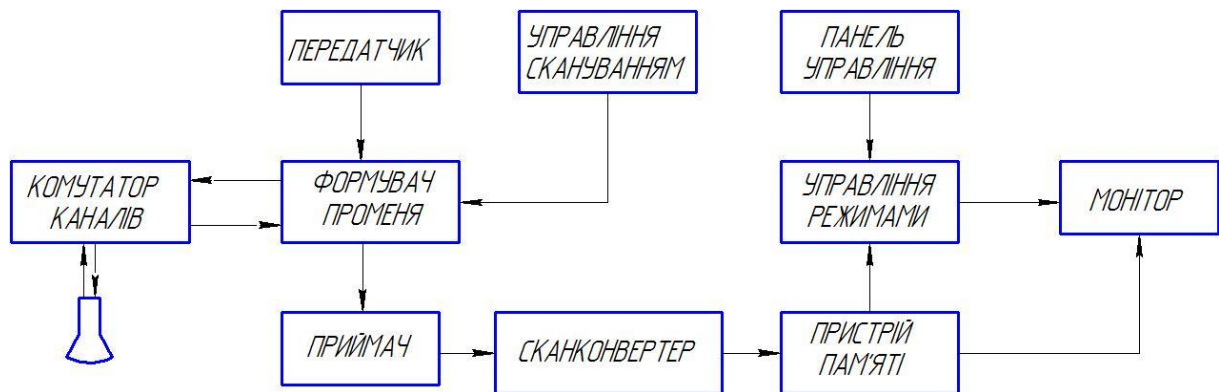 ПЕРЕДАТЧИК
УПРАВЛІННЯ
СКАНУВАННЯМ
ПАНЕЛЬ
УПРАВЛІННЯ
КОМУТАТОР
КАНАЛІВ
ФОРМУВАЧ
ПРОМЕНЯ
УПРАВЛІННЯ
РЕЖИМАМИ
МОНІТОР
ПРИЙМАЧ
СКАНКОНВЕРТЕР
ПРИСТРІЙ
ПАМ'ЯТІ